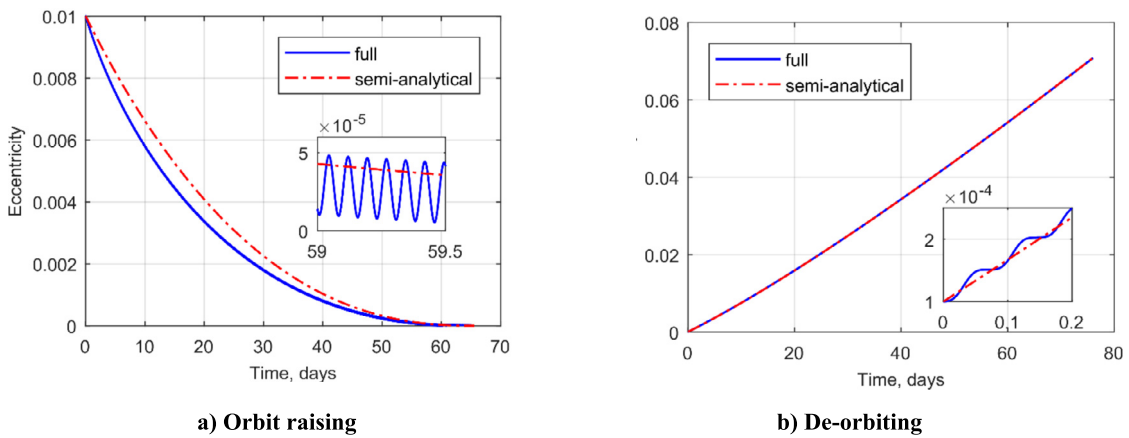 0.01
0.008
0.006
0.004
0.002
0
Eccentricity
full
semi-analytical
×10⁻⁵
5
0
59
59.5
0 10 20 30 40 50 60 70
Time, days
a) Orbit raising
0.08
0.06
0.04
0.02
0
full
semi-analytical
×10⁻⁴
2
1
0 0.1 0.2
0 20 40 60 80
Time, days
b) De-orbiting